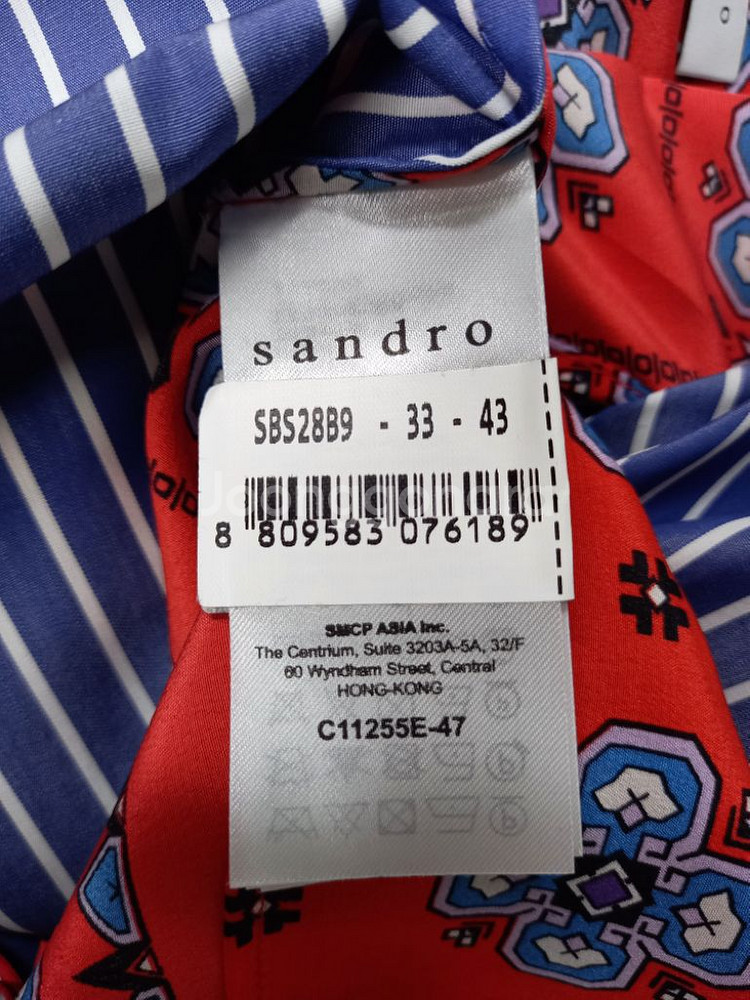 sandro
SBS28B9 - 33 - 43
8 809583 076189
SMCP ASIA Inc.
The Centrium, Suite 3203A-5A, 32/F
60 Wyndham Street, Central
HONG-KONG
C11255E-47